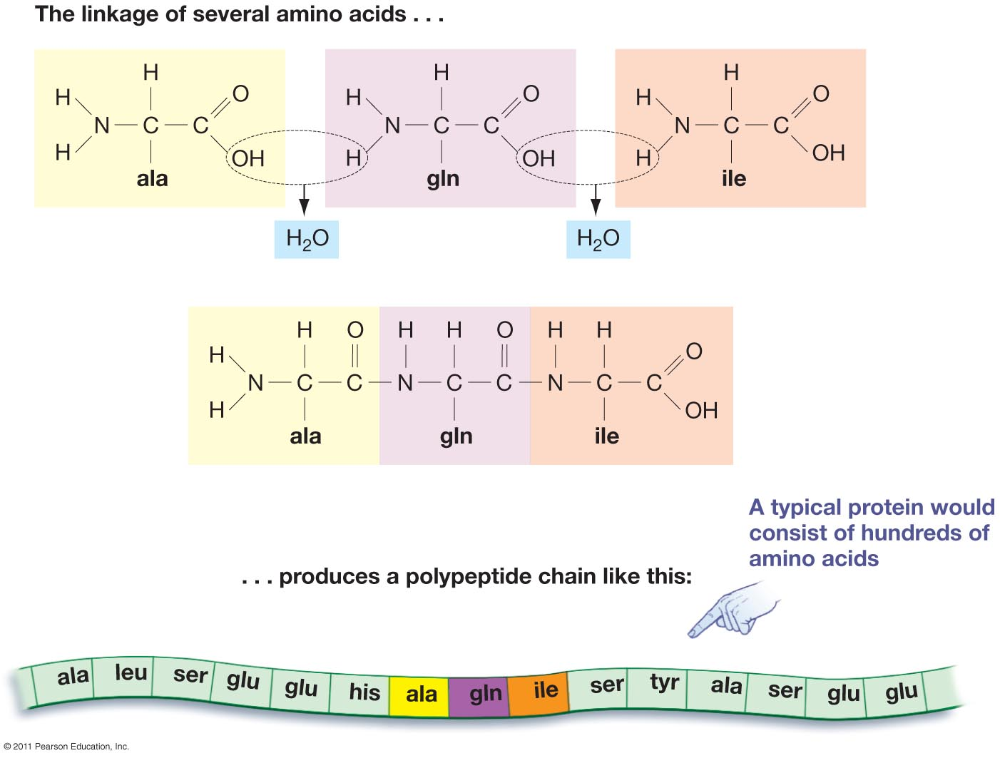 The linkage of several amino acids . . .
H H H
H O H O H O
N C C N C C N C C
H OH H OH H OH
ala gln ile
H₂O H₂O
H O H H O H H
H O
N C C N C C N C C
H OH
ala gln ile
A typical protein would
consist of hundreds of
amino acids
. . . produces a polypeptide chain like this:
ala leu ser glu glu his ala gln ile ser tyr ala ser glu glu
© 2011 Pearson Education, Inc.